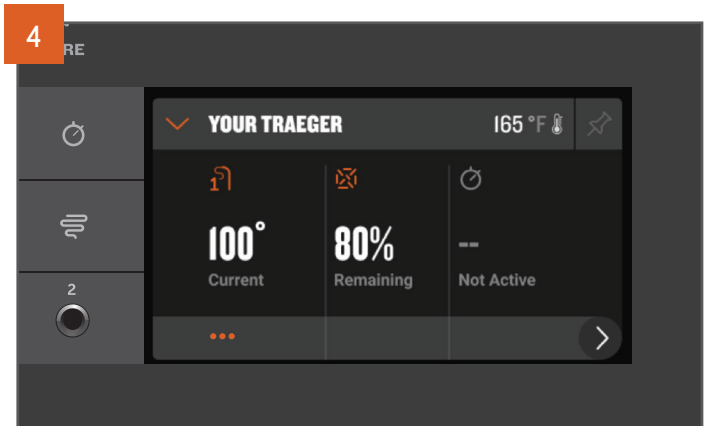 4
RE
YOUR TRAEGER 165 °F
1
100° 80% --
Current Remaining Not Active
2